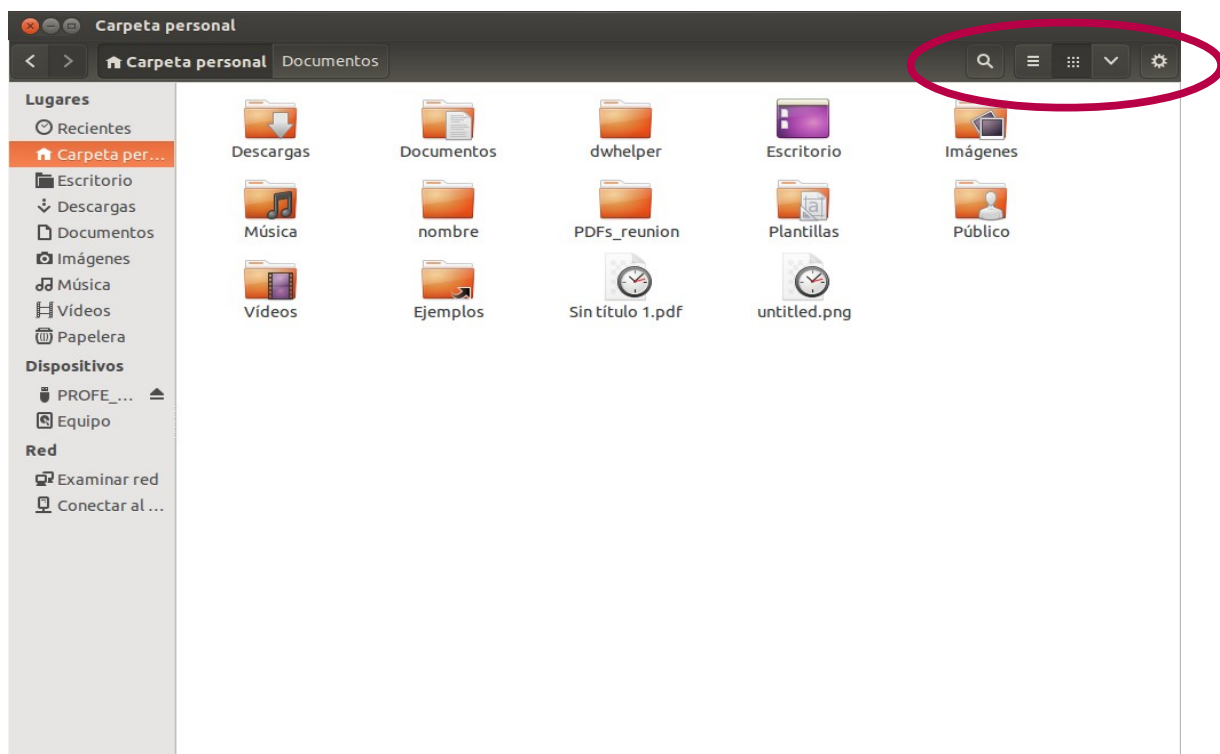 Carpeta personal
Carpeta personal Documentos
Lugares
Recientes
Carpeta per...
Escritorio
Descargas
Documentos
Imágenes
Música
Vídeos
Papelera
Dispositivos
PROFE_...
Equipo
Red
Examinar red
Conectar al ...
Descargas Documentos dwhelper Escritorio Imágenes
Música nombre PDFs_reunion Plantillas Público
Vídeos Ejemplos Sin título 1.pdf untitled.png